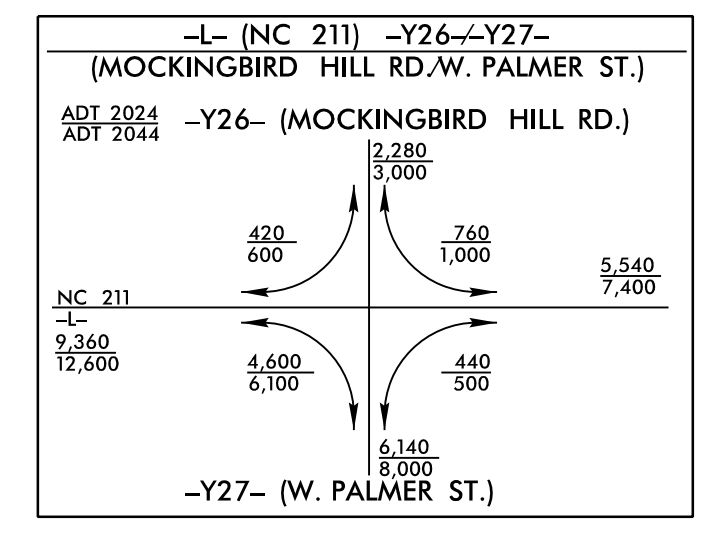 –L– (NC 211) –Y26–/–Y27–
(MOCKINGBIRD HILL RD./W. PALMER ST.)
ADT 2024
ADT 2044
–Y26– (MOCKINGBIRD HILL RD.)
2,280
3,000
420
600
760
1,000
5,540
7,400
NC 211
–L–
9,360
12,600
4,600
6,100
440
500
6,140
8,000
–Y27– (W. PALMER ST.)